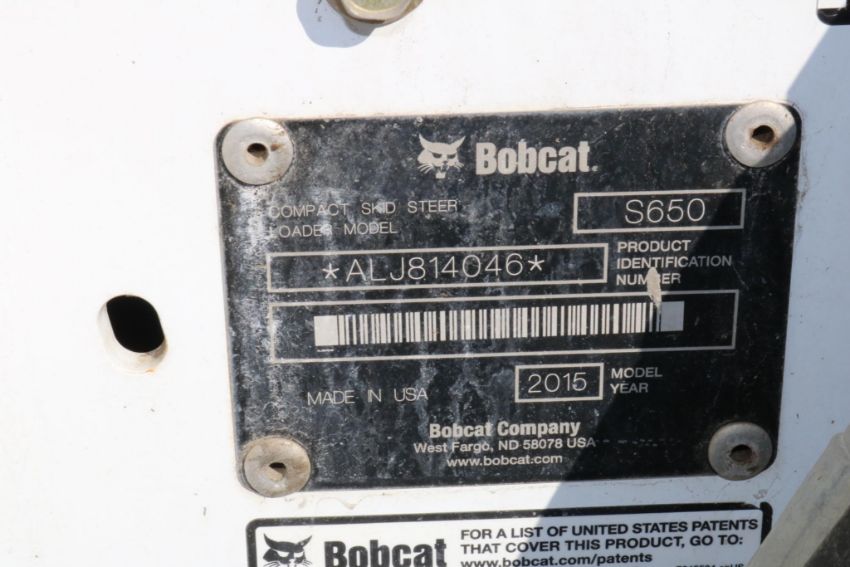 Bobcat.
COMPACT SKID STEER
LOADER MODEL
S650
*ALJ814046*
PRODUCT
IDENTIFICATION
NUMBER
MADE IN USA
2015
MODEL
YEAR
Bobcat Company
West Fargo, ND 58078 USA
www.bobcat.com
Bobcat
FOR A LIST OF UNITED STATES PATENTS
THAT COVER THIS PRODUCT, GO TO:
www.bobcat.com/patents